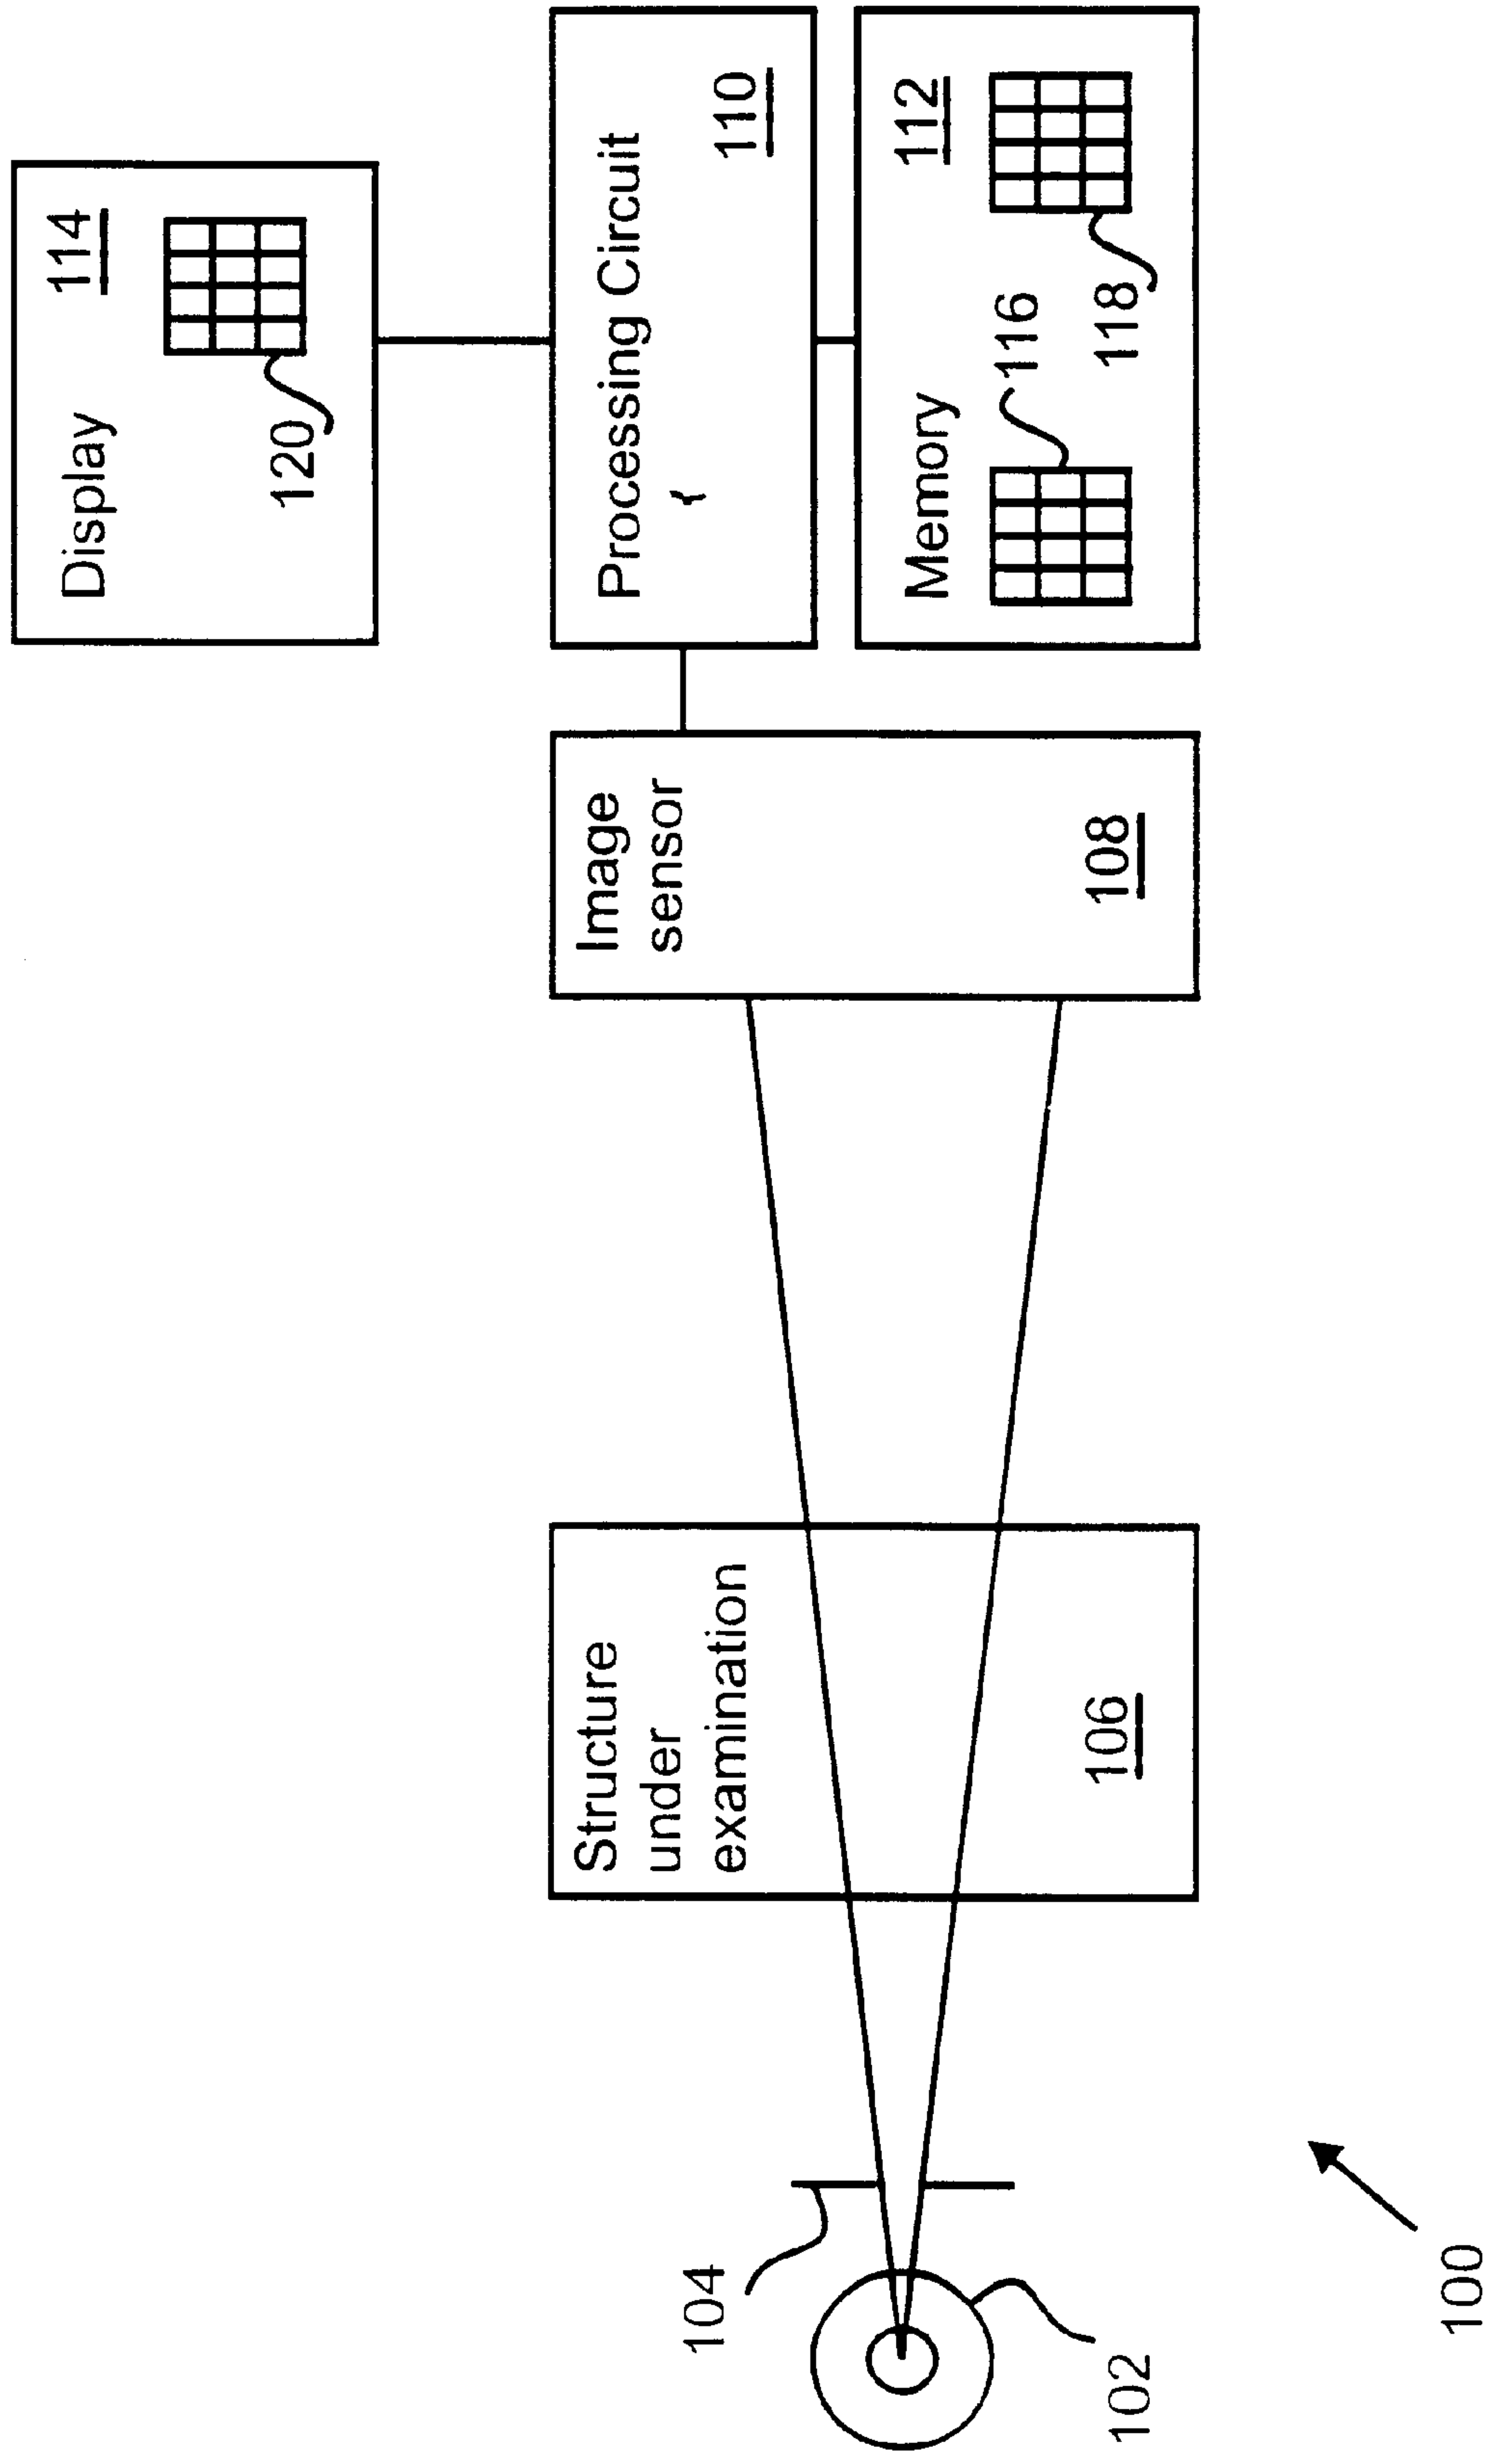 Display
114
120
Processing Circuit
110
Memory
112
116
118
Image
sensor
108
Structure
under
examination
106
104
102
100